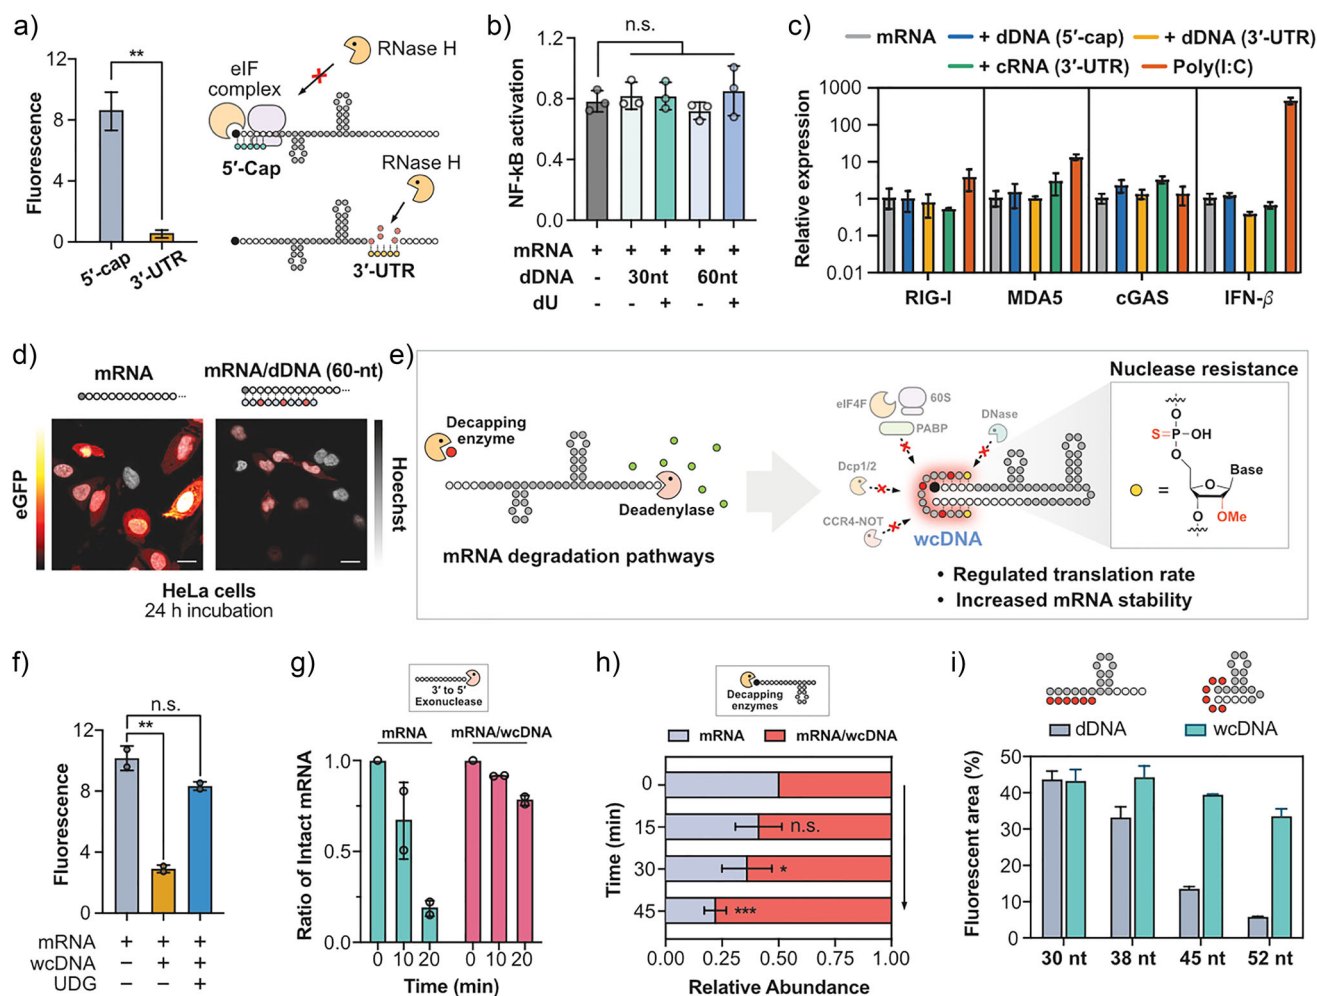 a)
12
8
4
0
Fluorescence
**
5′-cap
3′-UTR
eIF
complex
RNase H
5′-Cap
RNase H
3′-UTR
b)
n.s.
1.2
0.8
0.4
0.0
NF-kB activation
mRNA + + + + +
dDNA - 30nt 60nt
dU - - + - +
c)
mRNA + dDNA (5′-cap) + dDNA (3′-UTR)
+ cRNA (3′-UTR) Poly(I:C)
1000
100
10
1
0.1
0.01
Relative expression
RIG-I MDA5 cGAS IFN-β
d)
mRNA
mRNA/dDNA (60-nt)
eGFP
Hoechst
HeLa cells
24 h incubation
e)
Decapping
enzyme
Deadenylase
mRNA degradation pathways
eIF4F
60S
PABP
DNase
Dcp1/2
CCR4-NOT
wcDNA
• Regulated translation rate
• Increased mRNA stability
Nuclease resistance
O
S=P-OH
O
Base
O
O
OMe
=
f)
n.s.
**
12
8
4
0
Fluorescence
mRNA + + +
wcDNA − + +
UDG − − +
g)
3′ to 5′
Exonuclease
mRNA
mRNA/wcDNA
1.0
0.5
0.0
Ratio of Intact mRNA
0 10 20 0 10 20
Time (min)
h)
Decapping
enzymes
mRNA mRNA/wcDNA
0
15
30
45
Time (min)
n.s.
*
***
0.00 0.25 0.50 0.75 1.00
Relative Abundance
i)
dDNA wcDNA
50
40
30
20
10
0
Fluorescent area (%)
30 nt 38 nt 45 nt 52 nt